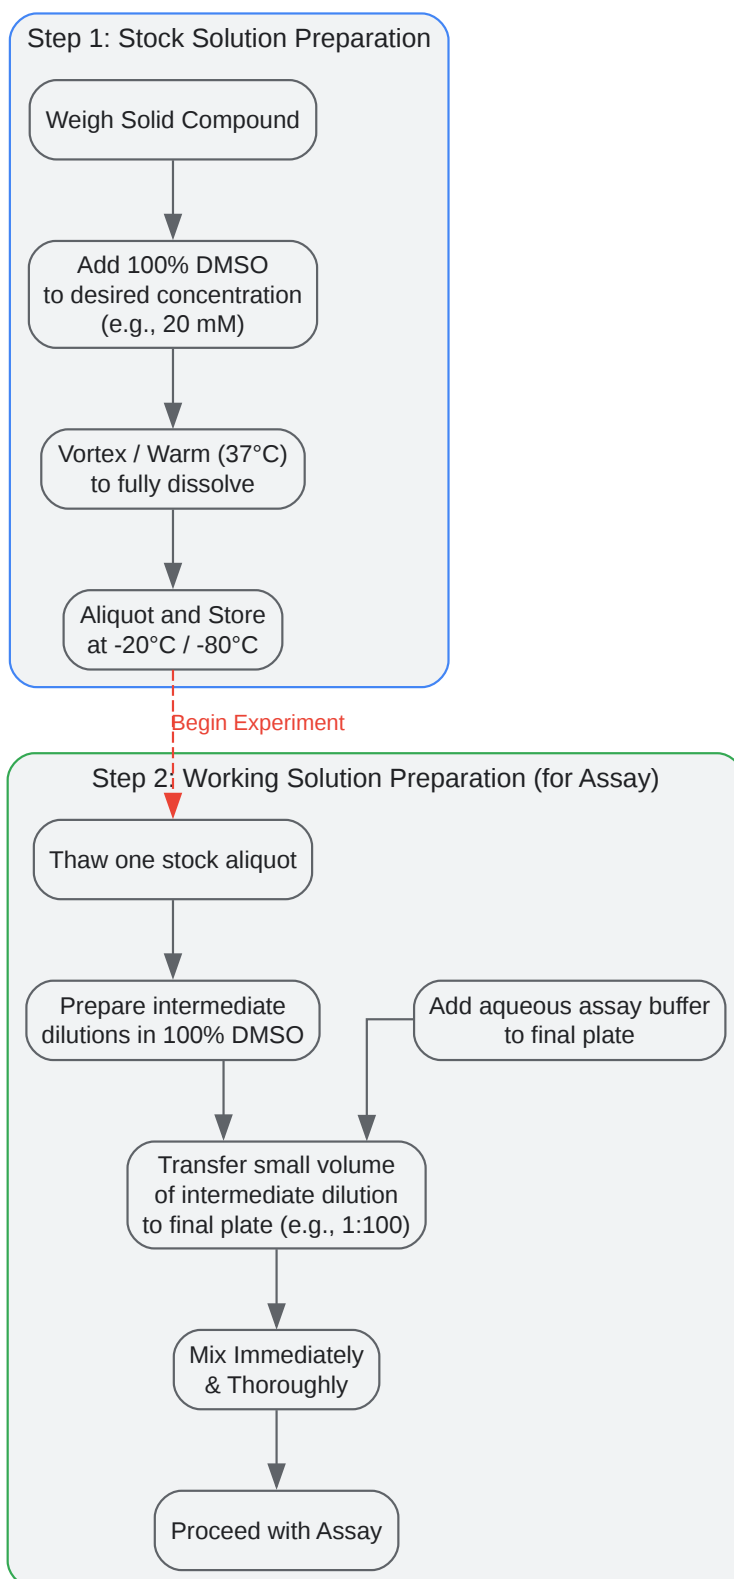 Step 1: Stock Solution Preparation
Weigh Solid Compound
Add 100% DMSO
to desired concentration
(e.g., 20 mM)
Vortex / Warm (37°C)
to fully dissolve
Aliquot and Store
at -20°C / -80°C
Begin Experiment
Step 2: Working Solution Preparation (for Assay)
Thaw one stock aliquot
Prepare intermediate
dilutions in 100% DMSO
Add aqueous assay buffer
to final plate
Transfer small volume
of intermediate dilution
to final plate (e.g., 1:100)
Mix Immediately
& Thoroughly
Proceed with Assay